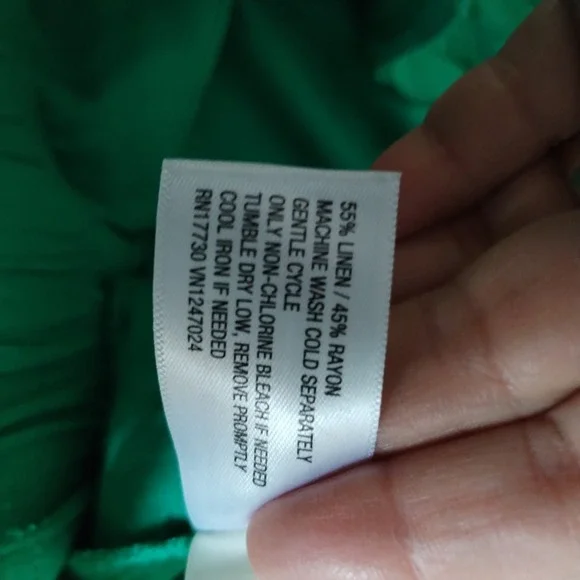 55% LINEN / 45% RAYON
MACHINE WASH COLD SEPARATELY
GENTLE CYCLE
ONLY NON-CHLORINE BLEACH IF NEEDED
TUMBLE DRY LOW, REMOVE PROMPTLY
COOL IRON IF NEEDED
RN17730 VN1247024